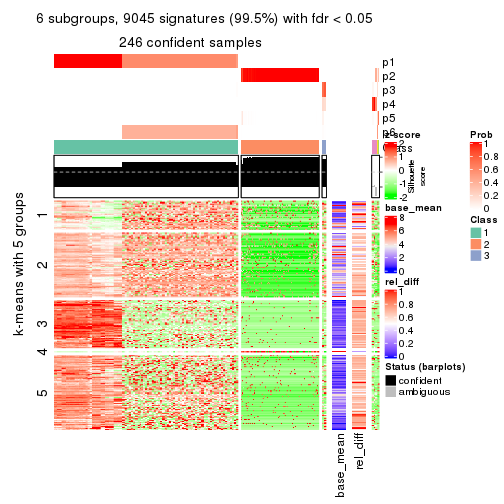 6 subgroups, 9045 signatures (99.5%) with fdr < 0.05
246 confident samples
p1
p2
p3
p4
p5
p6
Class
Silhouette
score
k-means with 5 groups
1
2
3
4
5
base_mean
rel_diff
z-score
2
1
0
-1
-2
base_mean
8
6
4
2
0
rel_diff
1
0.8
0.6
0.4
0.2
0
Status (barplots)
confident
ambiguous
Prob
1
0.8
0.6
0.4
0.2
0
Class
1
2
3